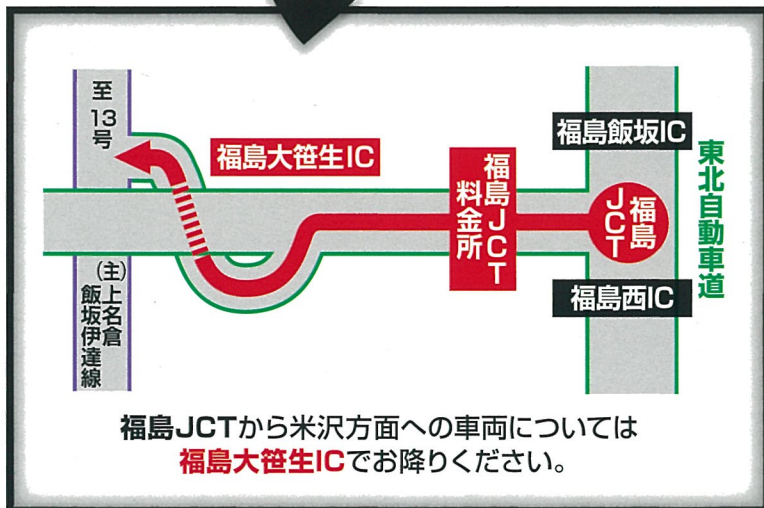 至13号
福島大笹生IC
福島JCT
料金所
福島飯坂IC
福島
JCT
東北自動車道
福島西IC
(主)上名倉
飯坂伊達線
福島JCTから米沢方面への車両については
福島大笹生ICでお降りください。